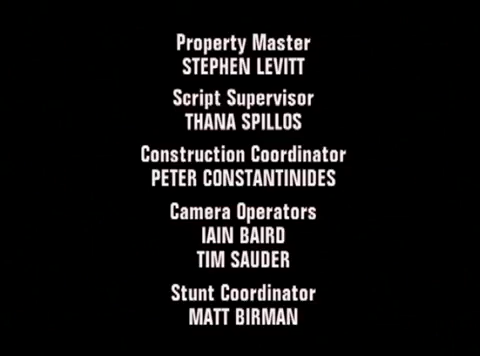 Property Master
STEPHEN LEVITT
Script Supervisor
THANA SPILLOS
Construction Coordinator
PETER CONSTANTINIDES
Camera Operators
IAIN BAIRD
TIM SAUDER
Stunt Coordinator
MATT BIRMAN